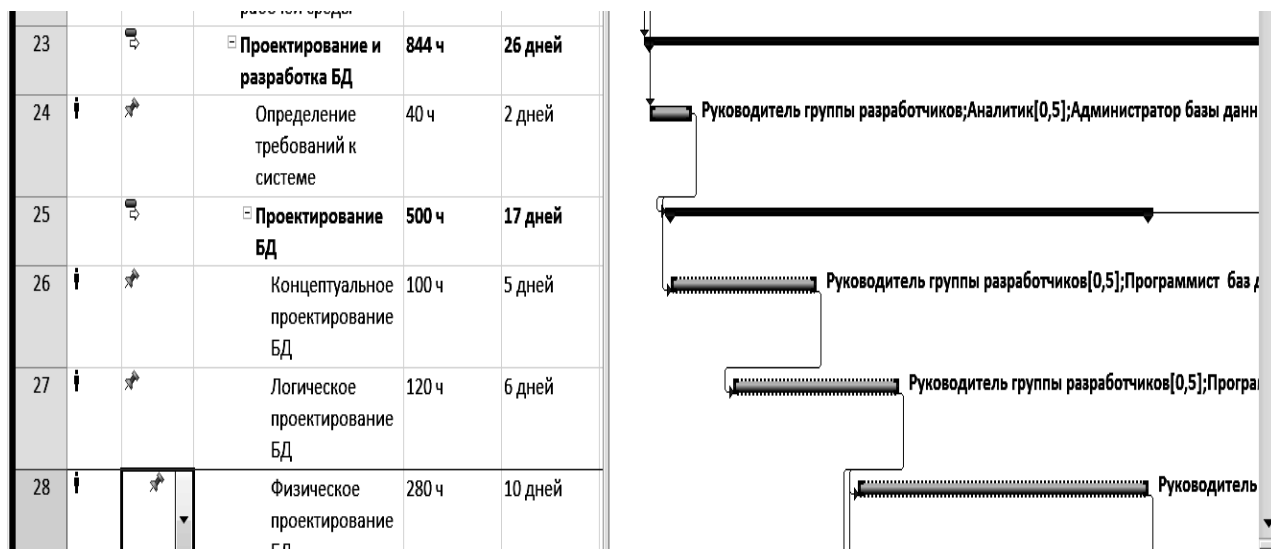 рабочей среды
23 Проектирование и 844 ч 26 дней
разработка БД
24 Определение 40 ч 2 дней Руководитель группы разработчиков;Аналитик[0,5];Администратор базы данн
требований к
системе
25 Проектирование 500 ч 17 дней
БД
26 Концептуальное 100 ч 5 дней Руководитель группы разработчиков[0,5];Программист баз д
проектирование
БД
27 Логическое 120 ч 6 дней Руководитель группы разработчиков[0,5];Програ
проектирование
БД
28 Физическое 280 ч 10 дней Руководитель
проектирование
БД